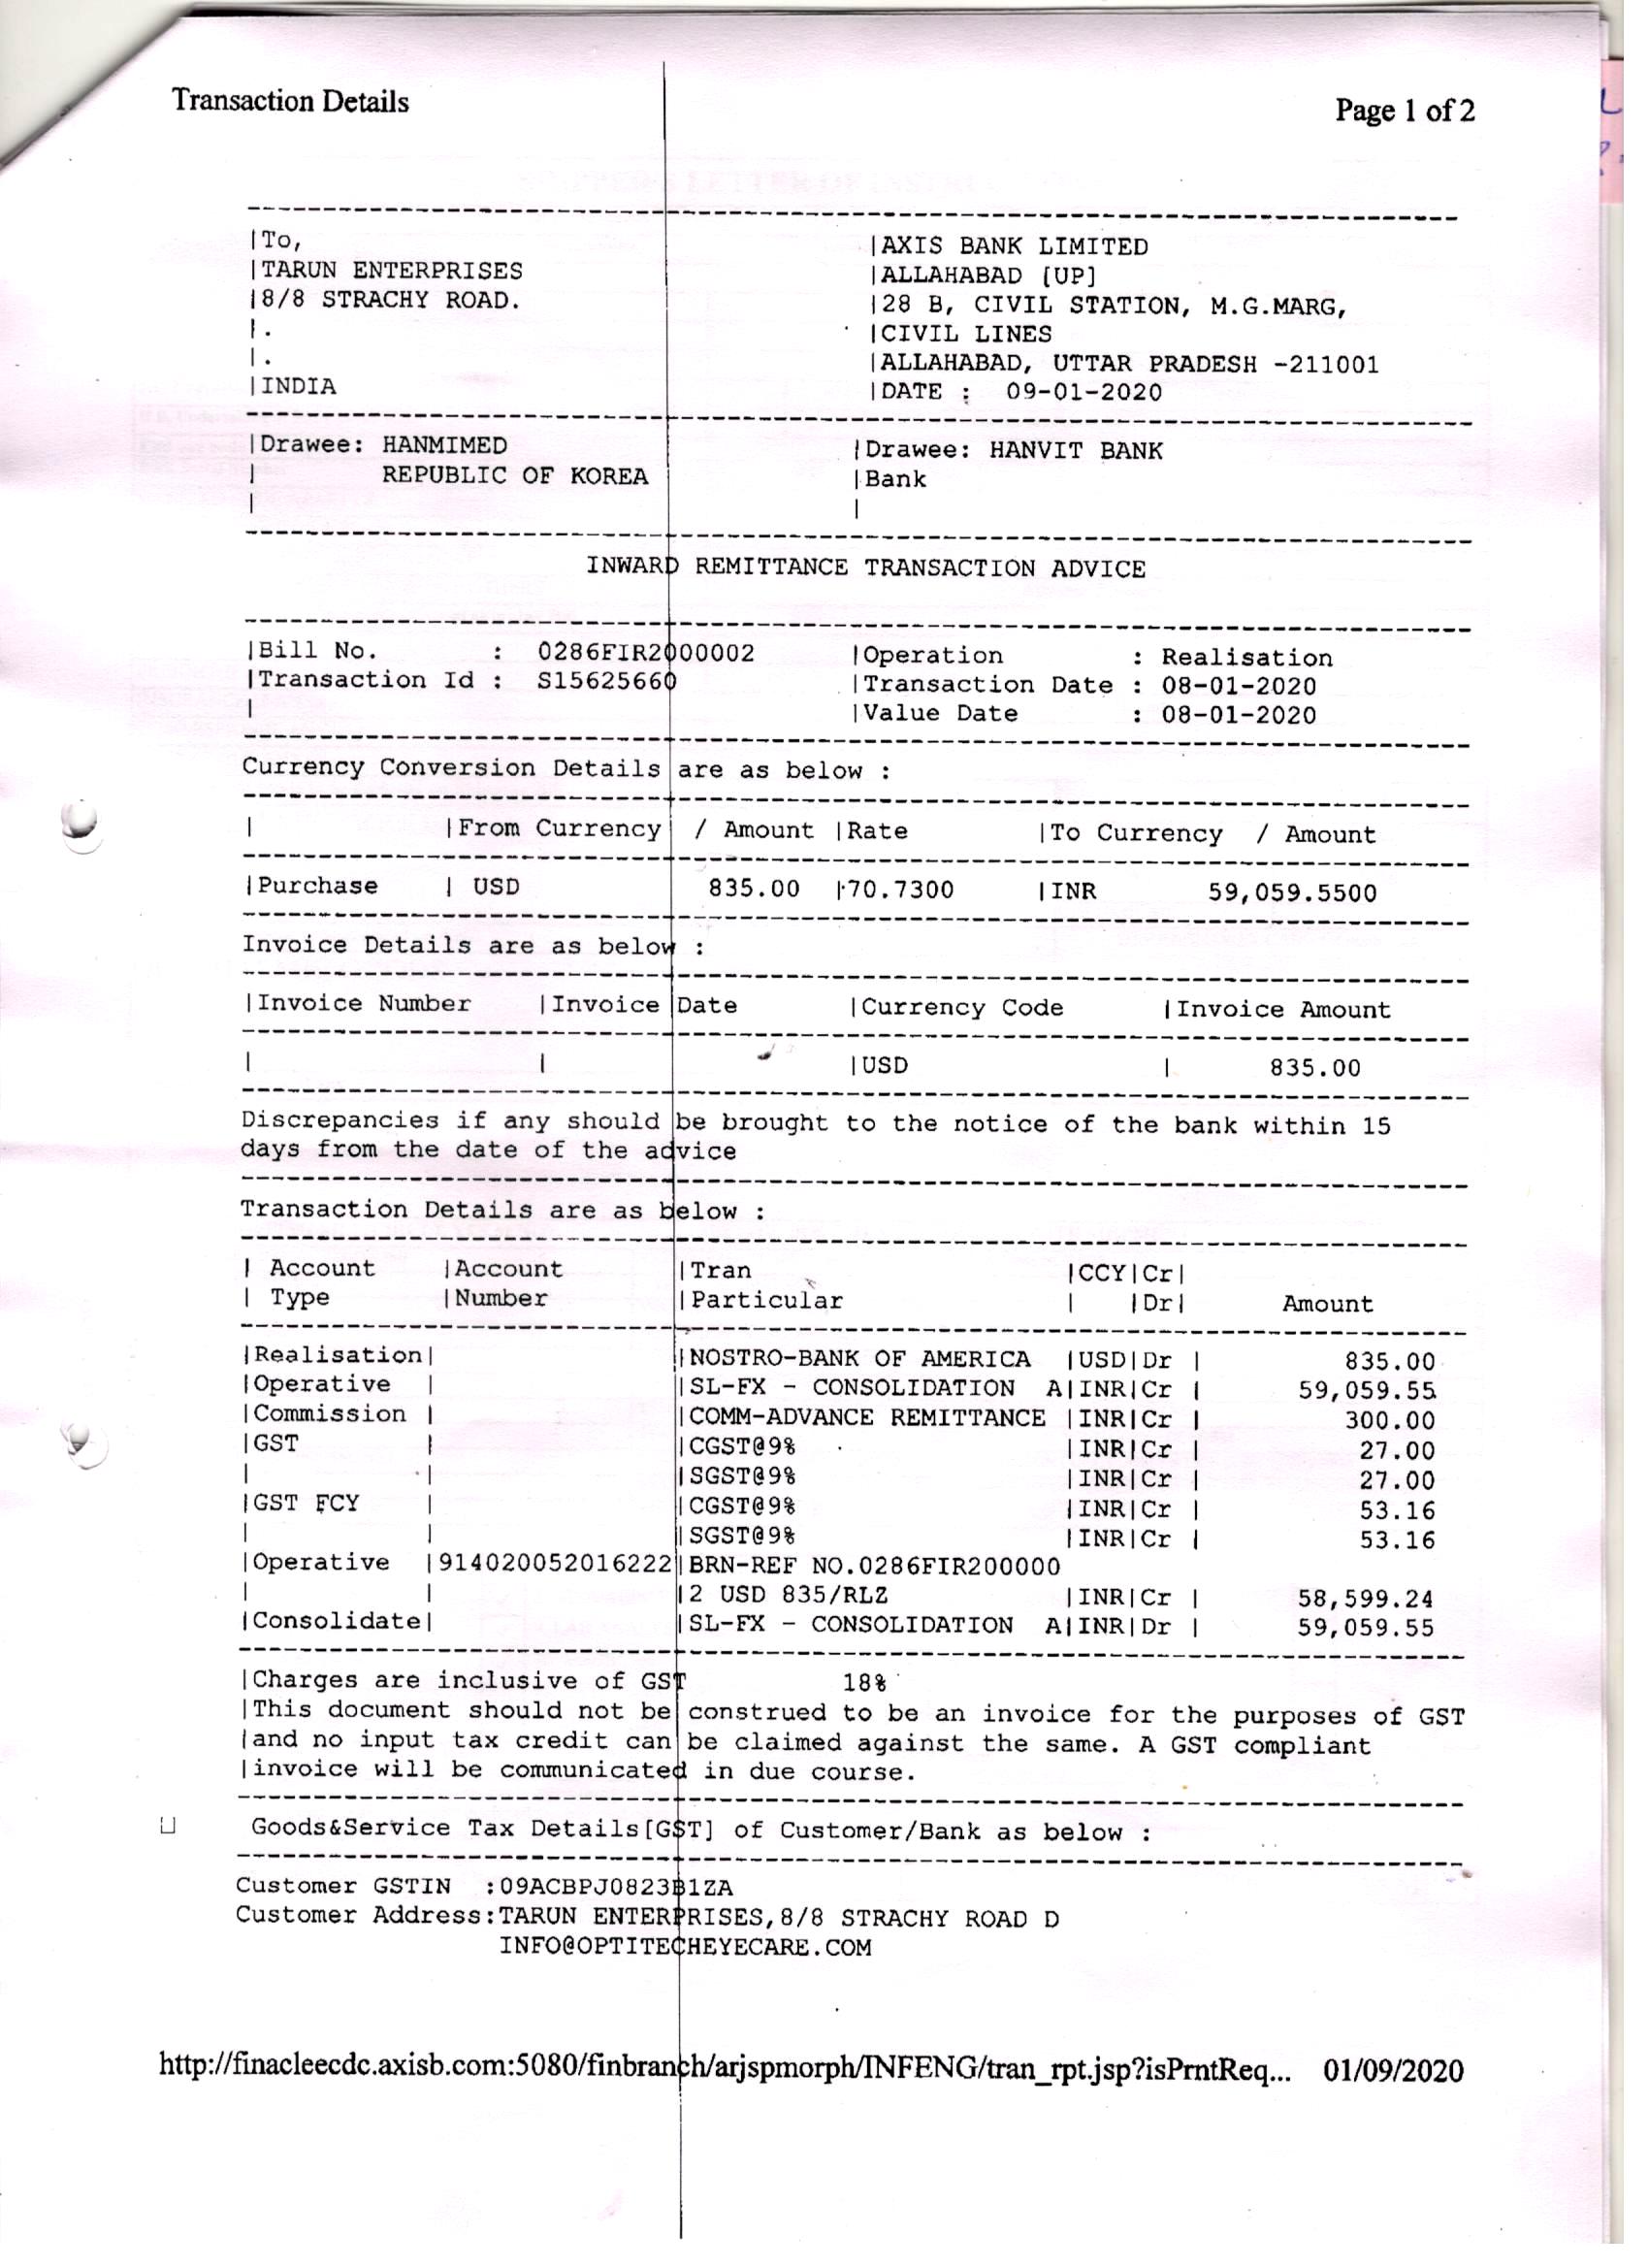 Transaction Details Page 1 of 2
|To, |AXIS BANK LIMITED
|TARUN ENTERPRISES |ALLAHABAD [UP]
|8/8 STRACHY ROAD. |28 B, CIVIL STATION, M.G.MARG,
|. |CIVIL LINES
|. |ALLAHABAD, UTTAR PRADESH -211001
|INDIA |DATE : 09-01-2020
|Drawee: HANMIMED |Drawee: HANVIT BANK
| REPUBLIC OF KOREA |Bank
INWARD REMITTANCE TRANSACTION ADVICE
|Bill No. : 0286FIR2000002 |Operation : Realisation
|Transaction Id : S15625660 |Transaction Date : 08-01-2020
| |Value Date : 08-01-2020
Currency Conversion Details are as below :
| |From Currency / Amount |Rate |To Currency / Amount
|Purchase | USD 835.00 |70.7300 |INR 59,059.5500
Invoice Details are as below :
|Invoice Number |Invoice Date |Currency Code |Invoice Amount
| | |USD | 835.00
Discrepancies if any should be brought to the notice of the bank within 15
days from the date of the advice
Transaction Details are as below :
| Account |Account |Tran |CCY|Cr|
| Type |Number |Particular | |Dr| Amount
|Realisation| |NOSTRO-BANK OF AMERICA |USD|Dr | 835.00
|Operative | |SL-FX - CONSOLIDATION A|INR|Cr | 59,059.55
|Commission | |COMM-ADVANCE REMITTANCE |INR|Cr | 300.00
|GST | |CGST@9% |INR|Cr | 27.00
| | |SGST@9% |INR|Cr | 27.00
|GST FCY | |CGST@9% |INR|Cr | 53.16
| | |SGST@9% |INR|Cr | 53.16
|Operative |914020052016222|BRN-REF NO.0286FIR200000
| | |2 USD 835/RLZ |INR|Cr | 58,599.24
|Consolidate| |SL-FX - CONSOLIDATION A|INR|Dr | 59,059.55
|Charges are inclusive of GST 18%
|This document should not be construed to be an invoice for the purposes of GST
|and no input tax credit can be claimed against the same. A GST compliant
|invoice will be communicated in due course.
Goods&Service Tax Details[GST] of Customer/Bank as below :
Customer GSTIN :09ACBPJ0823B1ZA
Customer Address:TARUN ENTERPRISES,8/8 STRACHY ROAD D
INFO@OPTITECHEYECARE.COM
http://finacleecdc.axisb.com:5080/finbranch/arjspmorph/INFENG/tran_rpt.jsp?isPrntReq... 01/09/2020